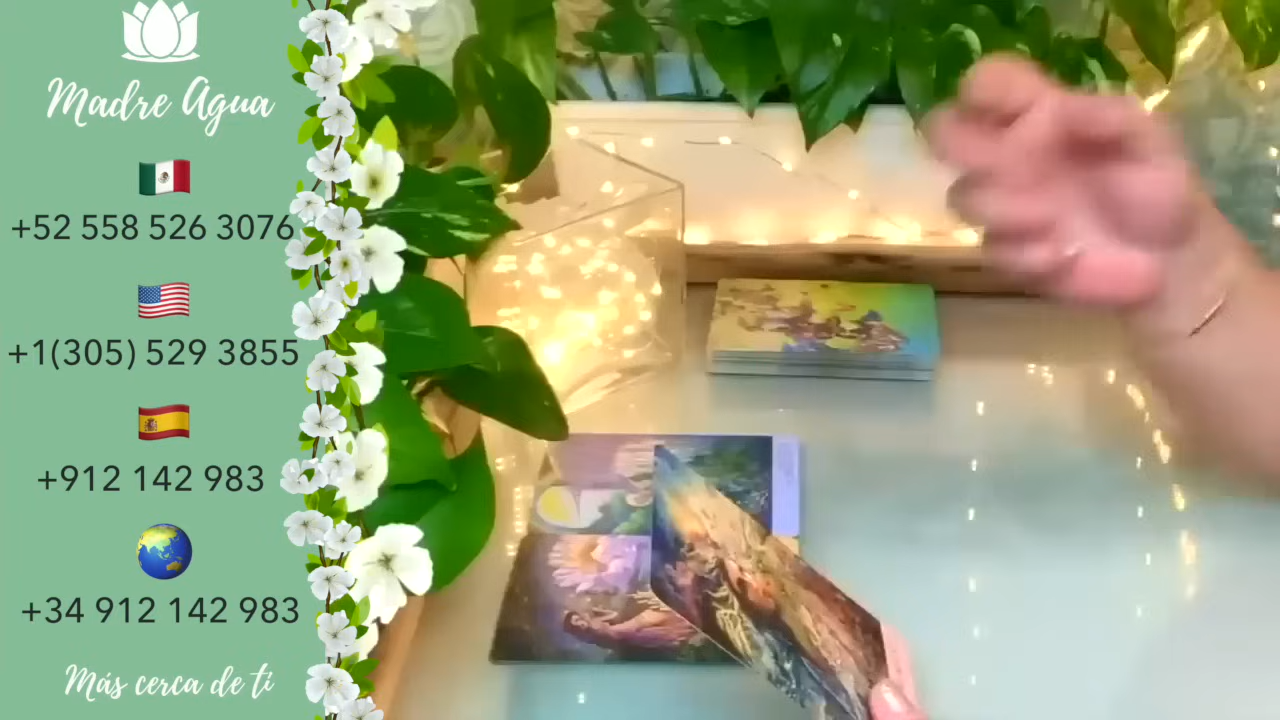 Madre Agua
+52 558 526 3076
+1(305) 529 3855
+912 142 983
+34 912 142 983
Más cerca de ti